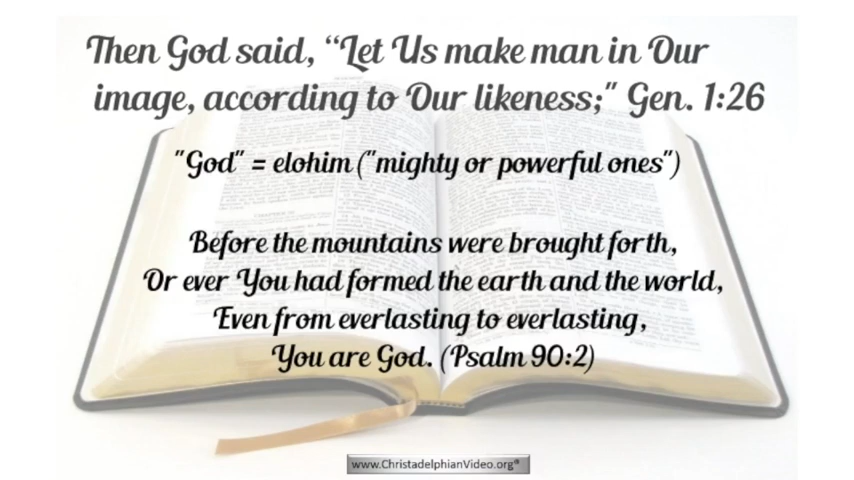 Then God said, “Let Us make man in Our
image, according to Our likeness;" Gen. 1:26
"God" = elohim ("mighty or powerful ones")
Before the mountains were brought forth,
Or ever You had formed the earth and the world,
Even from everlasting to everlasting,
You are God. (Psalm 90:2)
www.ChristadelphianVideo.org®